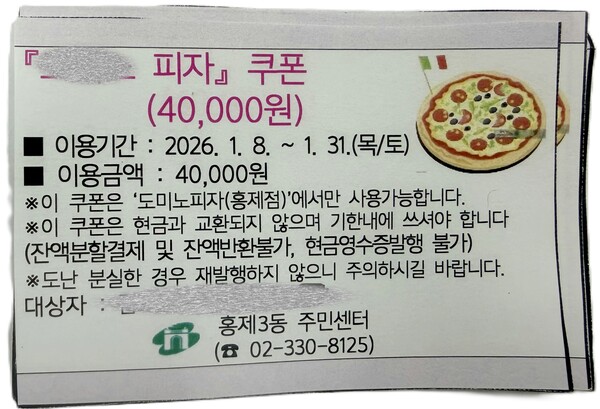 『 피자』 쿠폰
(40,000원)
■ 이용기간 : 2026. 1. 8. ~ 1. 31.(목/토)
■ 이용금액 : 40,000원
※이 쿠폰은 '도미노피자(홍제점)'에서만 사용가능합니다.
※이 쿠폰은 현금과 교환되지 않으며 기한내에 쓰셔야 합니다
(잔액분할결제 및 잔액반환불가, 현금영수증발행 불가)
※도난 분실한 경우 재발행하지 않으니 주의하시길 바랍니다.
대상자 :
홍제3동 주민센터
(☎ 02-330-8125)